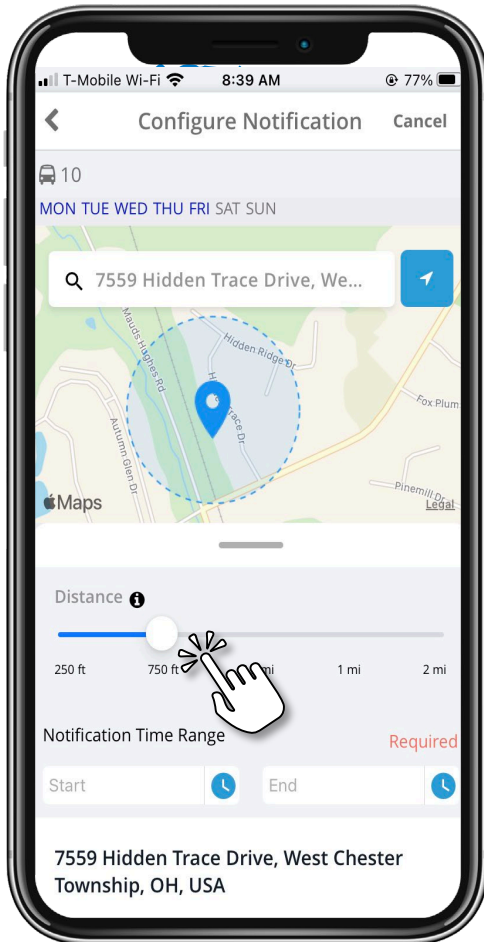 T-Mobile Wi-Fi 8:39 AM 77%
Configure Notification Cancel
10
MON TUE WED THU FRI SAT SUN
7559 Hidden Trace Drive, We...
Mauds Hughes Rd
Hidden Ridge Dr
Trace Dr
Fox Plum
Autumn Glen Dr
Pinemill Dr
Maps
Legal
Distance
250 ft 750 ft mi 1 mi 2 mi
Notification Time Range Required
Start End
7559 Hidden Trace Drive, West Chester
Township, OH, USA